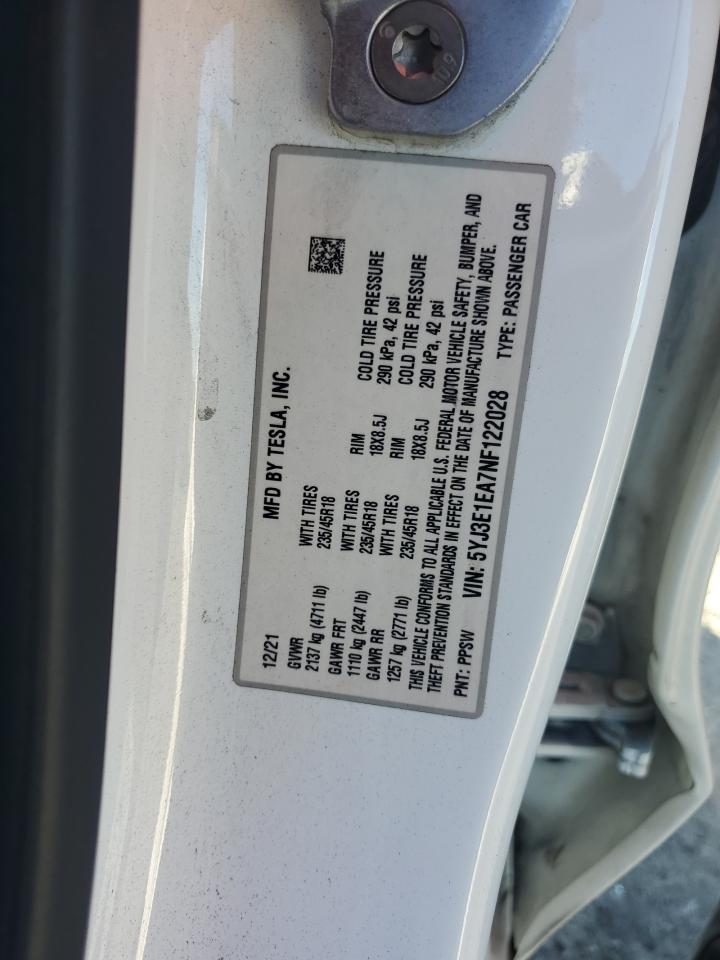 10.9
12/21 MFD BY TESLA, INC.
GVWR
2137 kg (4711 lb) WITH TIRES 235/45R18 RIM 18X8.5J COLD TIRE PRESSURE 290 kPa, 42 psi
GAWR FRT
1110 kg (2447 lb) WITH TIRES 235/45R18 RIM 18X8.5J COLD TIRE PRESSURE 290 kPa, 42 psi
GAWR RR
1257 kg (2771 lb) WITH TIRES 235/45R18
THIS VEHICLE CONFORMS TO ALL APPLICABLE U.S. FEDERAL MOTOR VEHICLE SAFETY, BUMPER, AND
THEFT PREVENTION STANDARDS IN EFFECT ON THE DATE OF MANUFACTURE SHOWN ABOVE.
PNT: PPSW VIN: 5YJ3E1EA7NF122028 TYPE: PASSENGER CAR